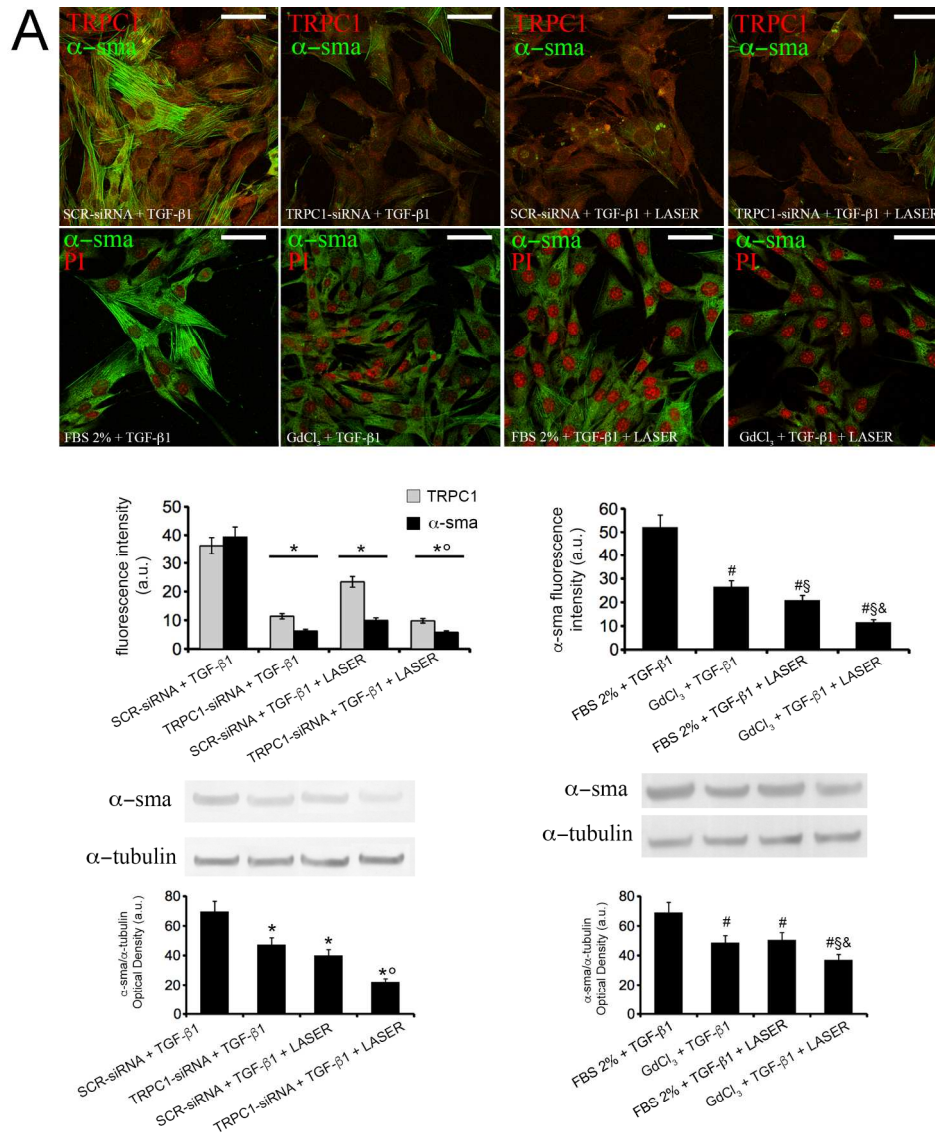 A
TRPC1
α-sma
SCR-siRNA + TGF-β1
TRPC1
α-sma
TRPC1-siRNA + TGF-β1
TRPC1
α-sma
SCR-siRNA + TGF-β1 + LASER
TRPC1
α-sma
TRPC1-siRNA + TGF-β1 + LASER
α-sma
PI
FBS 2% + TGF-β1
α-sma
PI
GdCl₃ + TGF-β1
α-sma
PI
FBS 2% + TGF-β1 + LASER
α-sma
PI
GdCl₃ + TGF-β1 + LASER
TRPC1
α-sma
fluorescence intensity
(a.u.)
50
40
30
20
10
0
*
*
*°
SCR-siRNA + TGF-β1
TRPC1-siRNA + TGF-β1
SCR-siRNA + TGF-β1 + LASER
TRPC1-siRNA + TGF-β1 + LASER
α-sma fluorescence
intensity (a.u.)
60
50
40
30
20
10
0
#
#§
#§&
FBS 2% + TGF-β1
GdCl₃ + TGF-β1
FBS 2% + TGF-β1 + LASER
GdCl₃ + TGF-β1 + LASER
α-sma
α-tubulin
α-sma
α-tubulin
α-sma/α-tubulin
Optical Density (a.u.)
80
60
40
20
0
*
*
*°
SCR-siRNA + TGF-β1
TRPC1-siRNA + TGF-β1
SCR-siRNA + TGF-β1 + LASER
TRPC1-siRNA + TGF-β1 + LASER
α-sma/α-tubulin
Optical Density (a.u.)
80
60
40
20
0
#
#
#§&
FBS 2% + TGF-β1
GdCl₃ + TGF-β1
FBS 2% + TGF-β1 + LASER
GdCl₃ + TGF-β1 + LASER